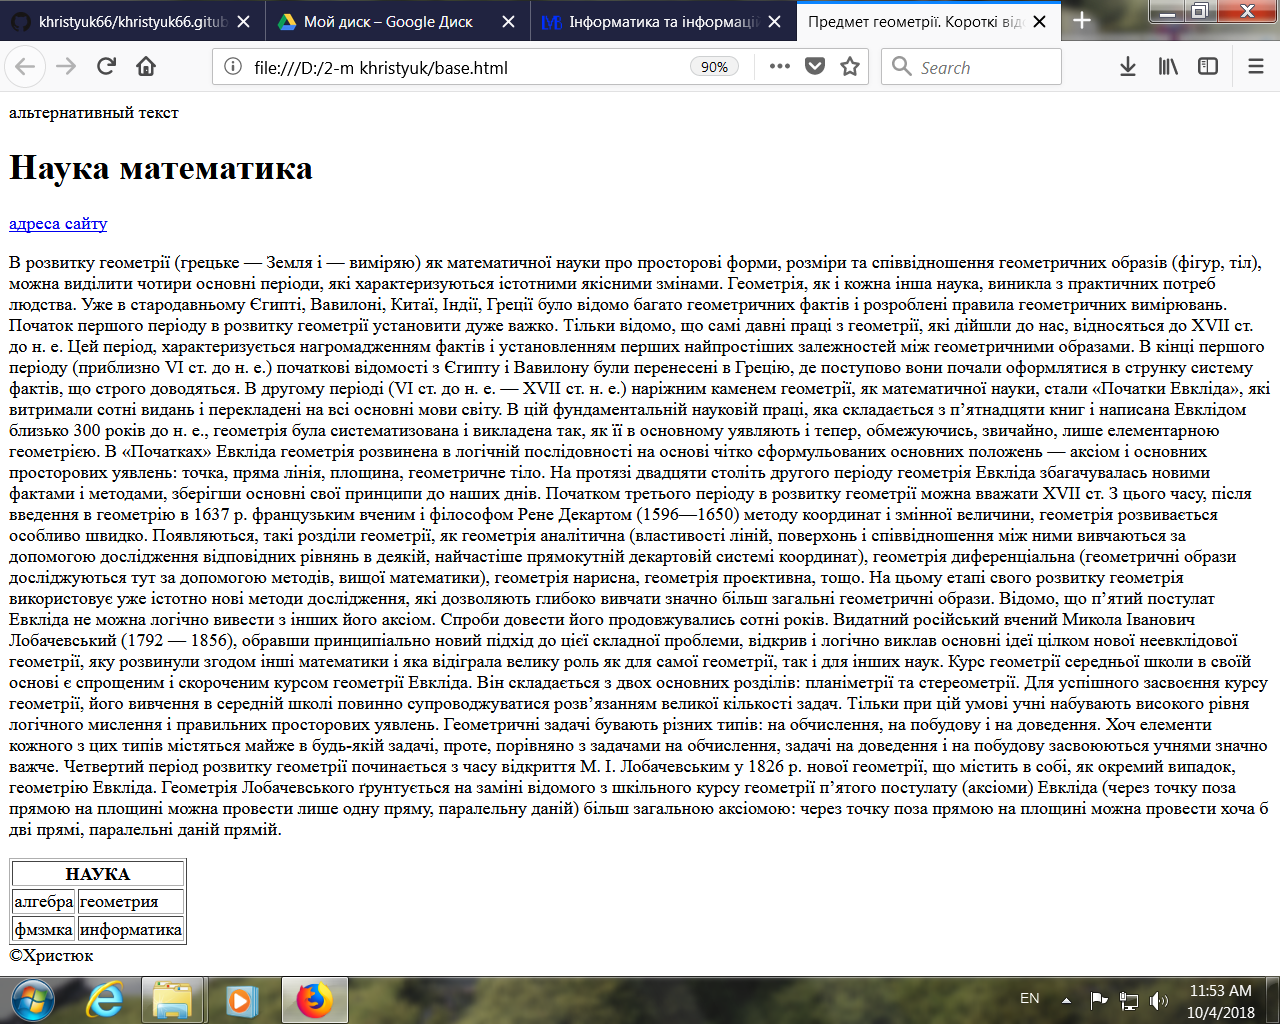 khristyuk66/khristyuk66.gitub
Мой диск – Google Диск
Інформатика та інформацій
Предмет геометрії. Короткі від
file:///D:/2-m khristyuk/base.html
90%
Search
альтернативный текст
Наука математика
адреса сайту
В розвитку геометрії (грецьке — Земля і — виміряю) як математичної науки про просторові форми, розміри та співвідношення геометричних образів (фігур, тіл),
можна виділити чотири основні періоди, які характеризуються істотними якісними змінами. Геометрія, як і кожна інша наука, виникла з практичних потреб
людства. Уже в стародавньому Єгипті, Вавилоні, Китаї, Індії, Греції було відомо багато геометричних фактів і розроблені правила геометричних вимірювань.
Початок першого періоду в розвитку геометрії установити дуже важко. Тільки відомо, що самі давні праці з геометрії, які дійшли до нас, відносяться до XVII ст.
до н. е. Цей період, характеризується нагромадженням фактів і установленням перших найпростіших залежностей між геометричними образами. В кінці першого
періоду (приблизно VI ст. до н. е.) початкові відомості з Єгипту і Вавилону були перенесені в Грецію, де поступово вони почали оформлятися в струнку систему
фактів, що строго доводяться. В другому періоді (VI ст. до н. е. — XVII ст. н. е.) наріжним каменем геометрії, як математичної науки, стали «Початки Евкліда», які
витримали сотні видань і перекладені на всі основні мови світу. В цій фундаментальній науковій праці, яка складається з п’ятнадцяти книг і написана Евклідом
близько 300 років до н. е., геометрія була систематизована і викладена так, як її в основному уявляють і тепер, обмежуючись, звичайно, лише елементарною
геометрією. В «Початках» Евкліда геометрія розвинена в логічній послідовності на основі чітко сформульованих основних положень — аксіом і основних
просторових уявлень: точка, пряма лінія, площина, геометричне тіло. На протязі двадцяти століть другого періоду геометрія Евкліда збагачувалась новими
фактами і методами, зберігши основні свої принципи до наших днів. Початком третього періоду в розвитку геометрії можна вважати XVII ст. З цього часу, після
введення в геометрію в 1637 р. французьким вченим і філософом Рене Декартом (1596—1650) методу координат і змінної величини, геометрія розвивається
особливо швидко. Появляються, такі розділи геометрії, як геометрія аналітична (властивості ліній, поверхонь і співвідношення між ними вивчаються за
допомогою дослідження відповідних рівнянь в деякій, найчастіше прямокутній декартовій системі координат), геометрія диференціальна (геометричні образи
досліджуються тут за допомогою методів, вищої математики), геометрія нарисна, геометрія проективна, тощо. На цьому етапі свого розвитку геометрія
використовує уже істотно нові методи дослідження, які дозволяють глибоко вивчати значно більш загальні геометричні образи. Відомо, що п’ятий постулат
Евкліда не можна логічно вивести з інших його аксіом. Спроби довести його продовжувались сотні років. Видатний російський вчений Микола Іванович
Лобачевський (1792 — 1856), обравши принципіально новий підхід до цієї складної проблеми, відкрив і логічно виклав основні ідеї цілком нової неевклідової
геометрії, яку розвинули згодом інші математики і яка відіграла велику роль як для самої геометрії, так і для інших наук. Курс геометрії середньої школи в своїй
основі є спрощеним і скороченим курсом геометрії Евкліда. Він складається з двох основних розділів: планіметрії та стереометрії. Для успішного засвоєння курсу
геометрії, його вивчення в середній школі повинно супроводжуватися розв’язанням великої кількості задач. Тільки при цій умові учні набувають високого рівня
логічного мислення і правильних просторових уявлень. Геометричні задачі бувають різних типів: на обчислення, на побудову і на доведення. Хоч елементи
кожного з цих типів містяться майже в будь-якій задачі, проте, порівняно з задачами на обчислення, задачі на доведення і на побудову засвоюються учнями значно
важче. Четвертий період розвитку геометрії починається з часу відкриття М. І. Лобачевським у 1826 р. нової геометрії, що містить в собі, як окремий випадок,
геометрію Евкліда. Геометрія Лобачевського ґрунтується на заміні відомого з шкільного курсу геометрії п’ятого постулату (аксіоми) Евкліда (через точку поза
прямою на площині можна провести лише одну пряму, паралельну даній) більш загальною аксіомою: через точку поза прямою на площині можна провести хоча б
дві прямі, паралельні даній прямій.
НАУКА
алгебра геометрия
фмзмка информатика
©Христюк
EN
11:53 AM
10/4/2018